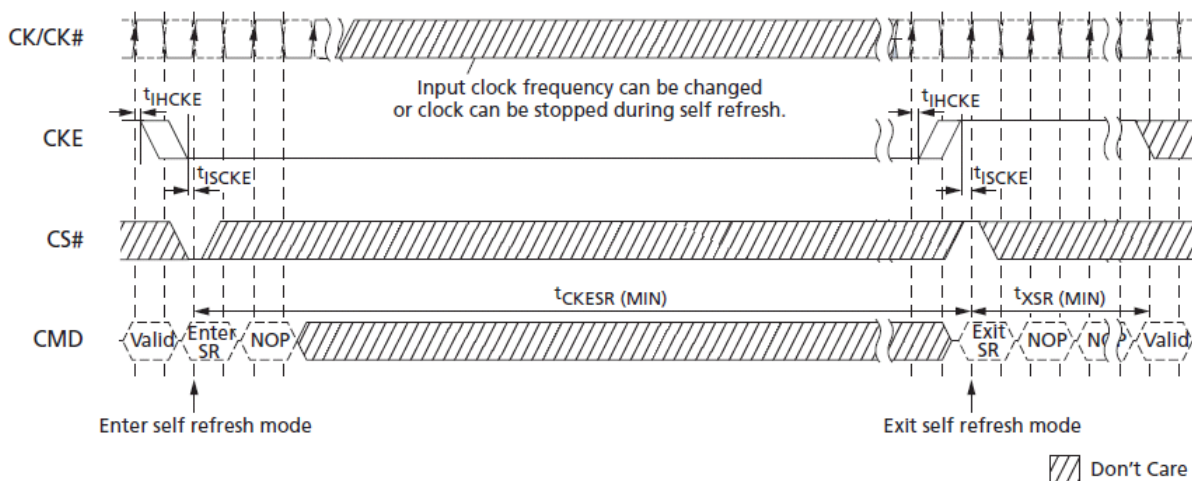 CK/CK#
Input clock frequency can be changed
or clock can be stopped during self refresh.
tIHCKE
tIHCKE
CKE
tISCKE
tISCKE
CS#
tCKESR (MIN)
tXSR (MIN)
CMD
Valid
Enter
SR
NOP
Exit
SR
NOP
NOP
Valid
Enter self refresh mode
Exit self refresh mode
Don't Care